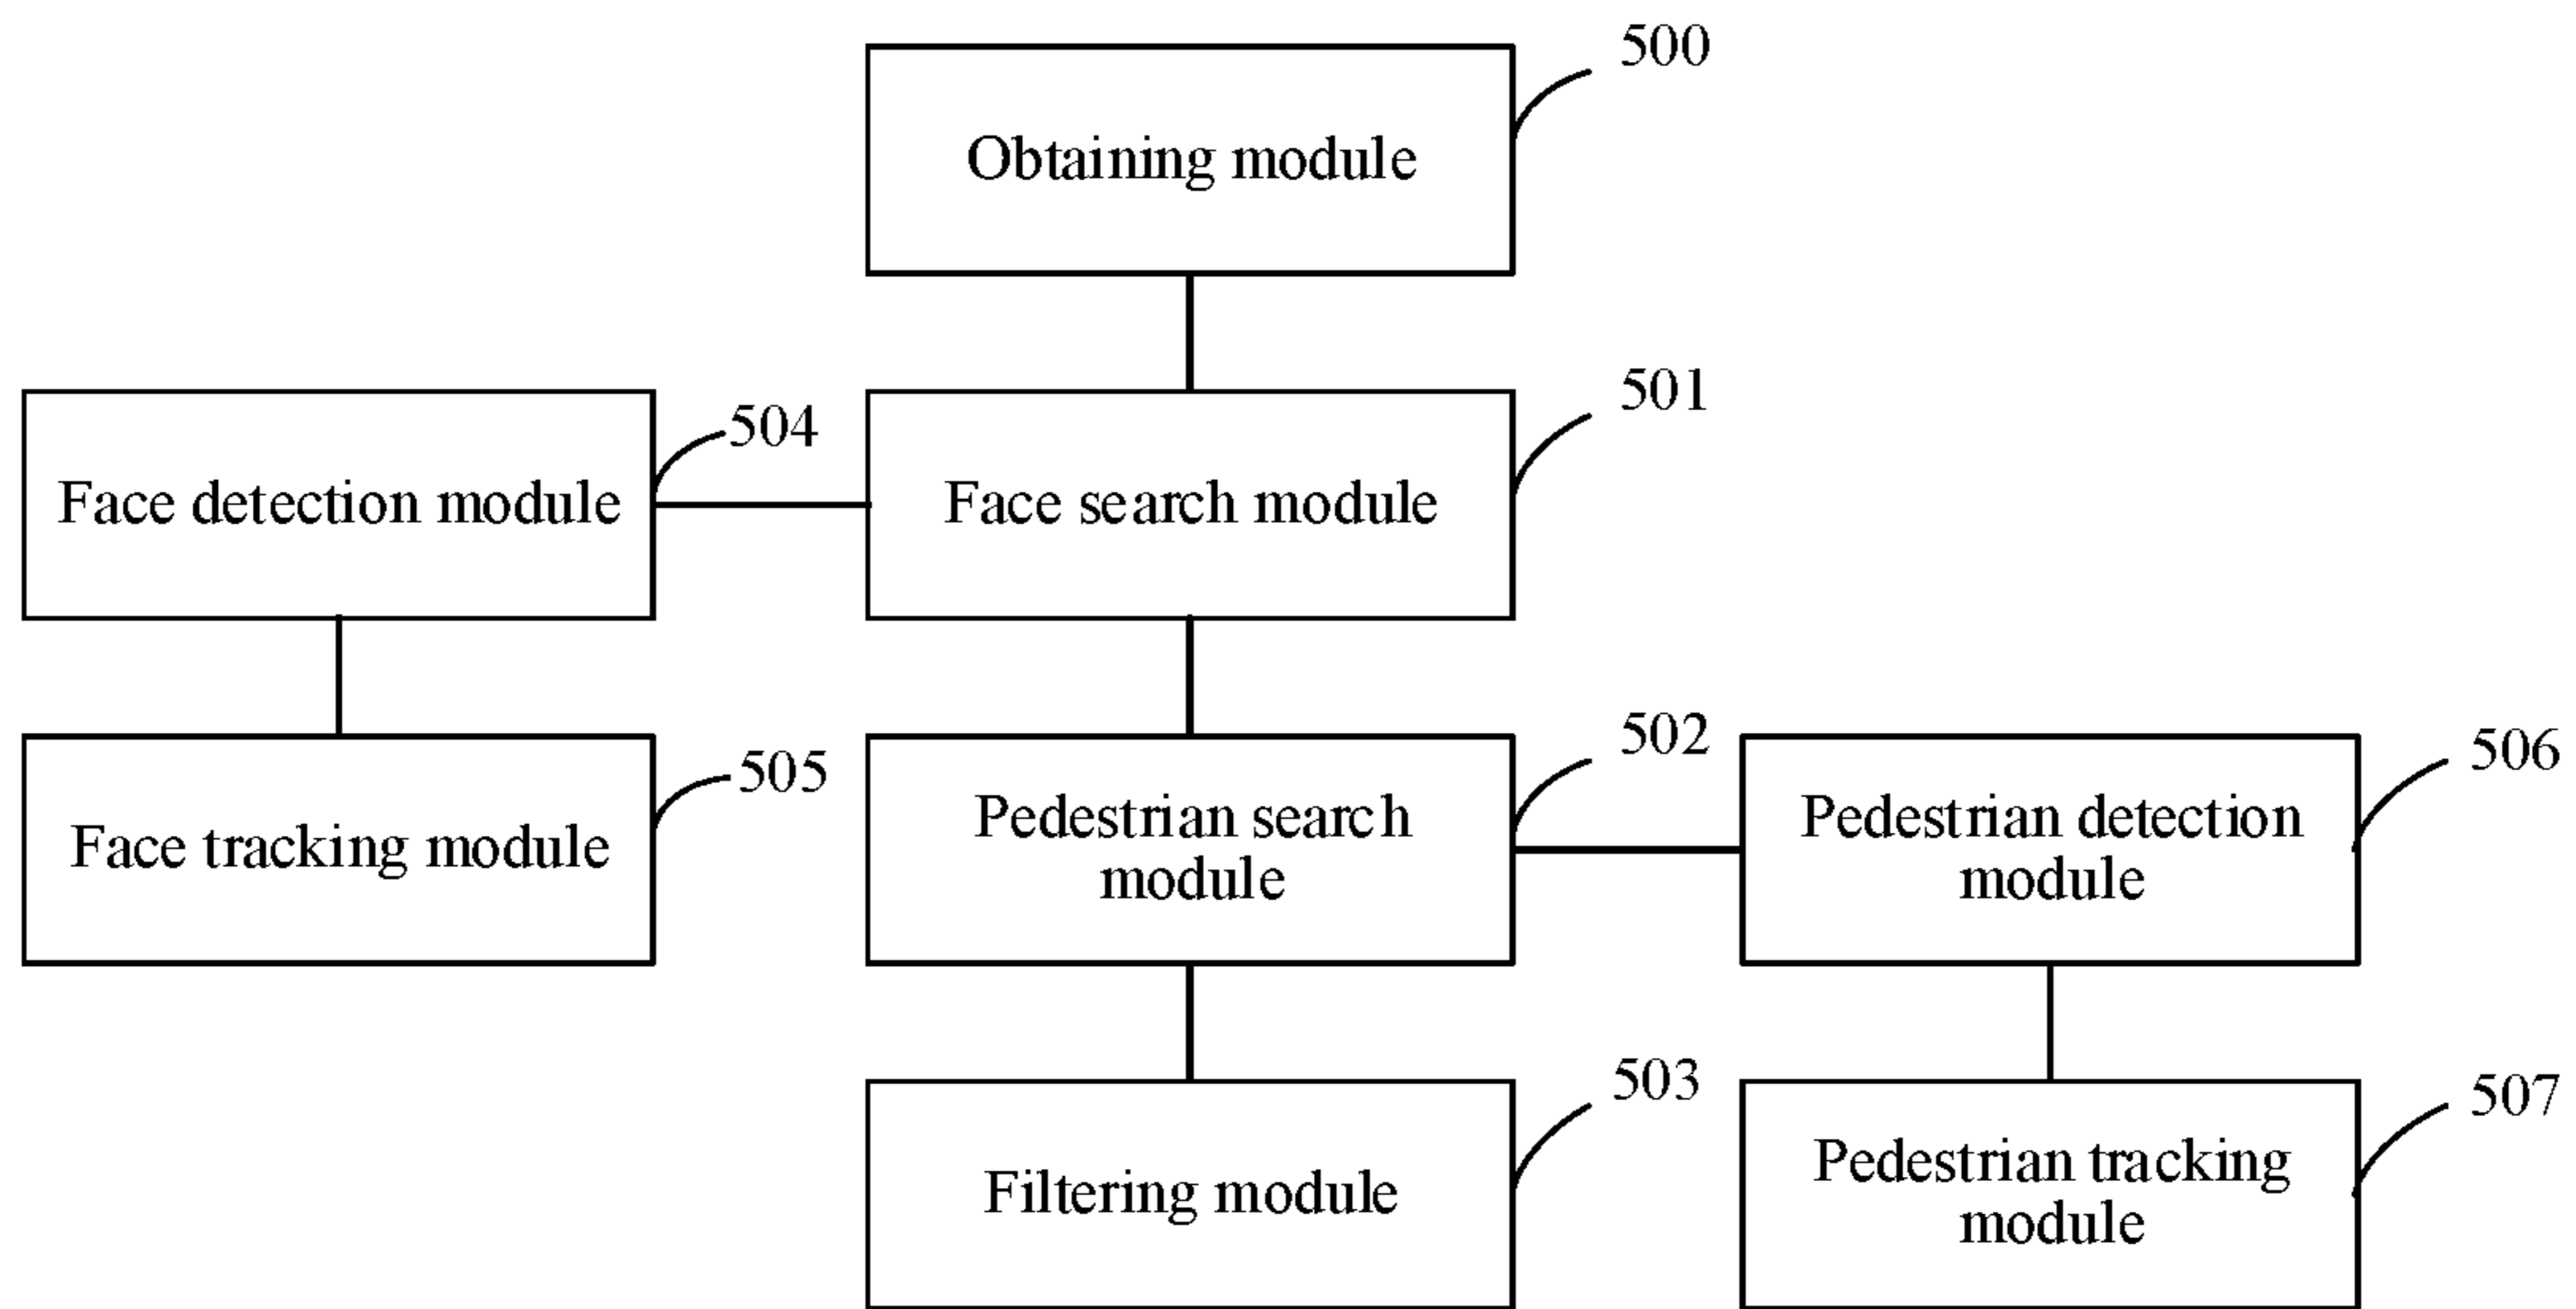 500
Obtaining module
501
504
Face detection module
Face search module
502
506
505
Pedestrian search
module
Pedestrian detection
module
Face tracking module
503
507
Filtering module
Pedestrian tracking
module